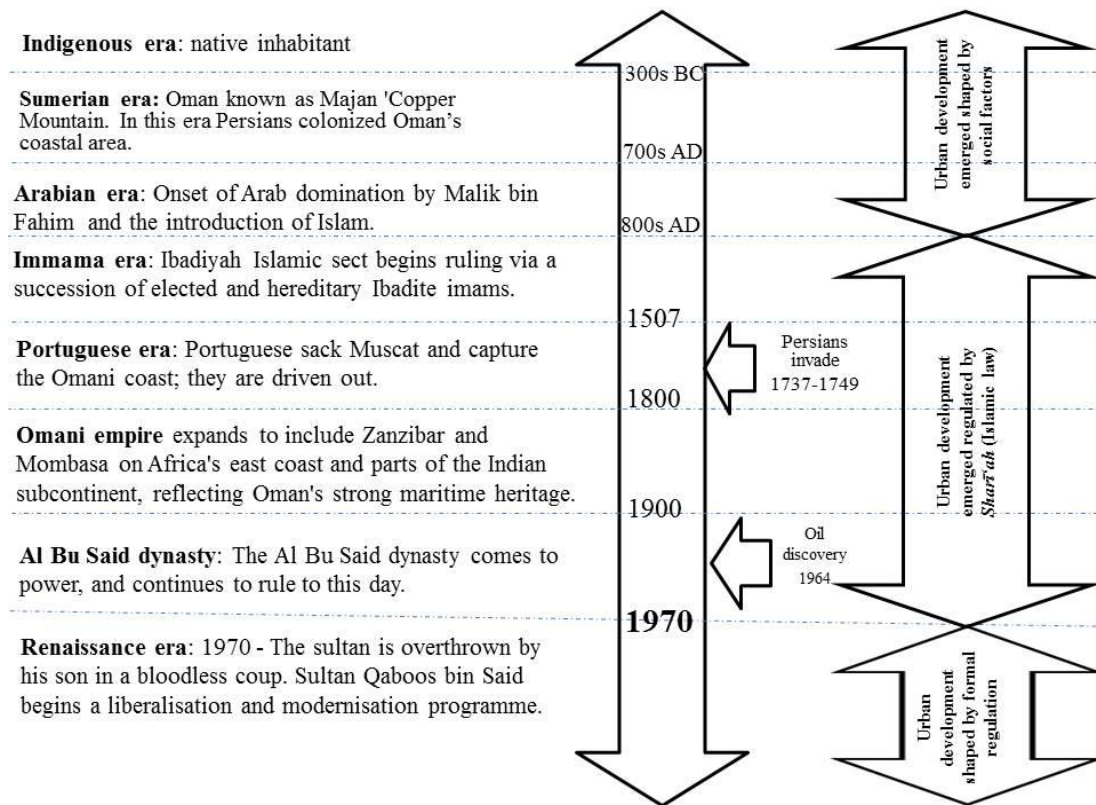 Indigenous era: native inhabitant
300s BC
Sumerian era: Oman known as Majan 'Copper
Mountain. In this era Persians colonized Oman's
coastal area.
700s AD
Arabian era: Onset of Arab domination by Malik bin
Fahim and the introduction of Islam.
800s AD
Immama era: Ibadiyah Islamic sect begins ruling via a
succession of elected and hereditary Ibadite imams.
1507
Portuguese era: Portuguese sack Muscat and capture
the Omani coast; they are driven out.
1800
Omani empire expands to include Zanzibar and
Mombasa on Africa's east coast and parts of the Indian
subcontinent, reflecting Oman's strong maritime heritage.
1900
Al Bu Said dynasty: The Al Bu Said dynasty comes to
power, and continues to rule to this day.
1970
Renaissance era: 1970 - The sultan is overthrown by
his son in a bloodless coup. Sultan Qaboos bin Said
begins a liberalisation and modernisation programme.
Persians
invade
1737-1749
Oil
discovery
1964
Urban development
emerged shaped by
social factors
Urban development
emerged regulated by
Sharī‘ah (Islamic law)
Urban
development
shaped by formal
regulation